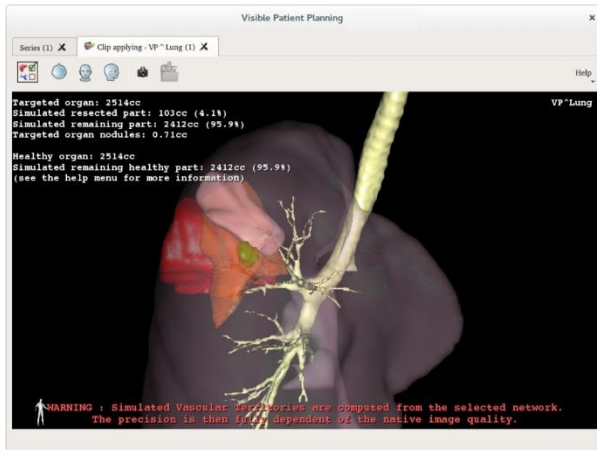 Visible Patient Planning
Series (1)
Clip applying - VP ^ Lung (1)
Help
Targeted organ: 2514cc
Simulated resected part: 103cc (4.1%)
Simulated remaining part: 2412cc (95.9%)
Targeted organ nodules: 0.71cc
VP^Lung
Healthy organ: 2514cc
Simulated remaining healthy part: 2412cc (95.9%)
(see the help menu for more information)
WARNING : Simulated Vascular Territories are computed from the selected network.
The precision is then fully dependent of the native image quality.